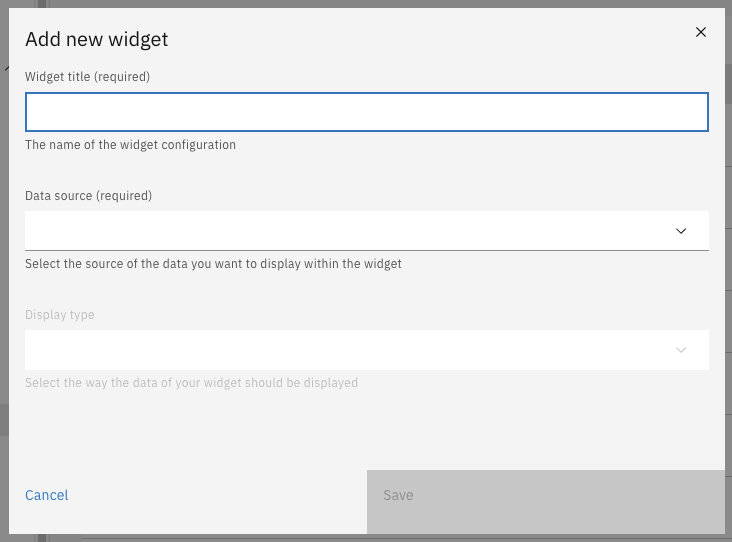 Add new widget
Widget title (required)
The name of the widget configuration
Data source (required)
Select the source of the data you want to display within the widget
Display type
Select the way the data of your widget should be displayed
Cancel
Save